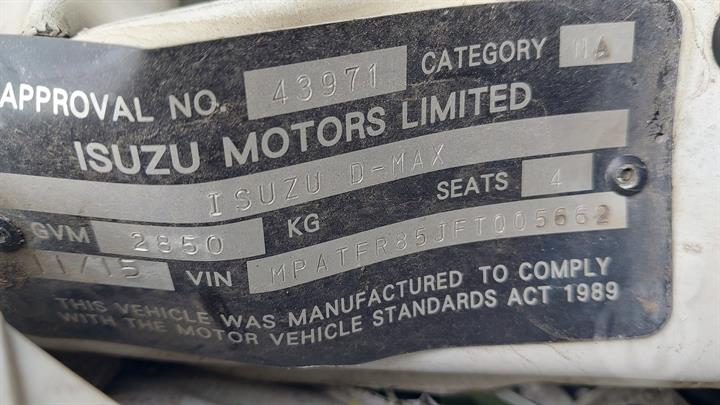 APPROVAL NO. 43971 CATEGORY NA
ISUZU MOTORS LIMITED
ISUZU D-MAX
GVM 2850 KG SEATS 4
11/15 VIN MPATFR85JFT005662
THIS VEHICLE WAS MANUFACTURED TO COMPLY
WITH THE MOTOR VEHICLE STANDARDS ACT 1989